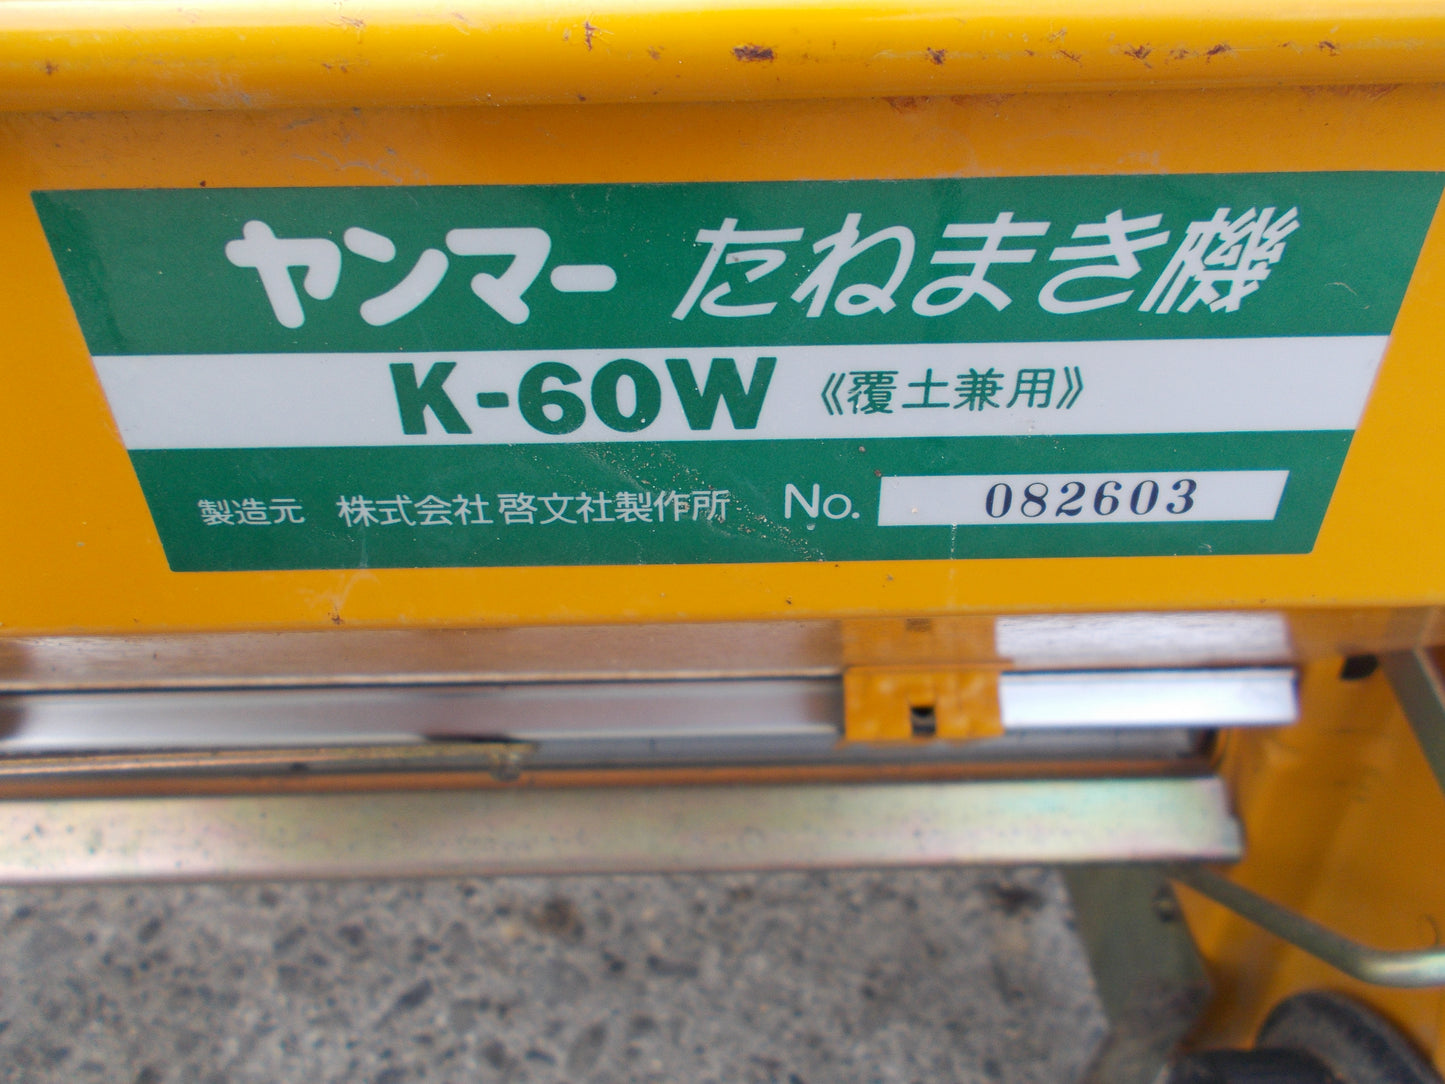 ヤンマー たねまき機
K-60W 《覆土兼用》
製造元 株式会社 啓文社製作所 No. 082603